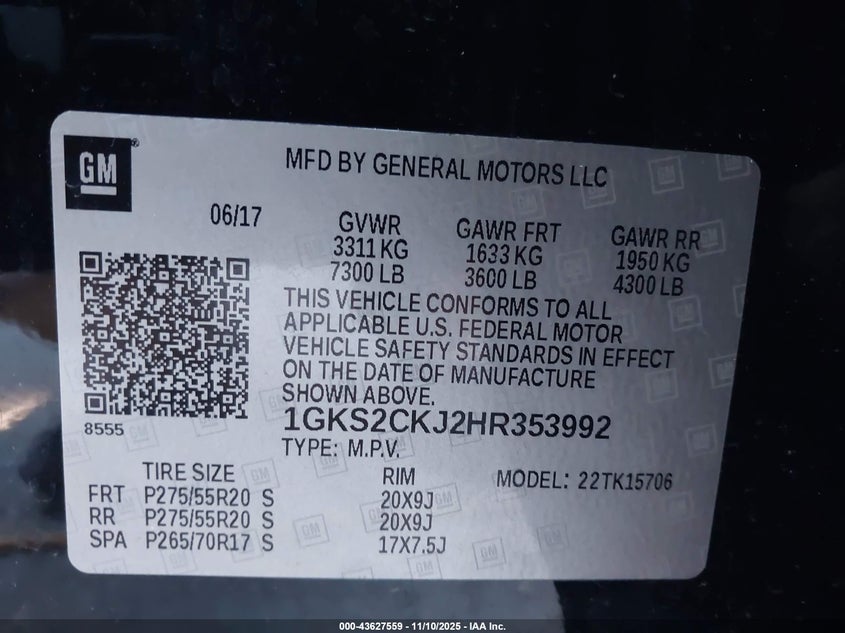 GM
MFD BY GENERAL MOTORS LLC
06/17
GVWR GAWR FRT GAWR RR
3311 KG 1633 KG 1950 KG
7300 LB 3600 LB 4300 LB
THIS VEHICLE CONFORMS TO ALL
APPLICABLE U.S. FEDERAL MOTOR
VEHICLE SAFETY STANDARDS IN EFFECT
ON THE DATE OF MANUFACTURE
SHOWN ABOVE.
8555
1GKS2CKJ2HR353992
TYPE: M.P.V.
TIRE SIZE RIM MODEL: 22TK15706
FRT P275/55R20 S 20X9J
RR P275/55R20 S 20X9J
SPA P265/70R17 S 17X7.5J
000-43627559 — 11/10/2025 — IAA Inc.